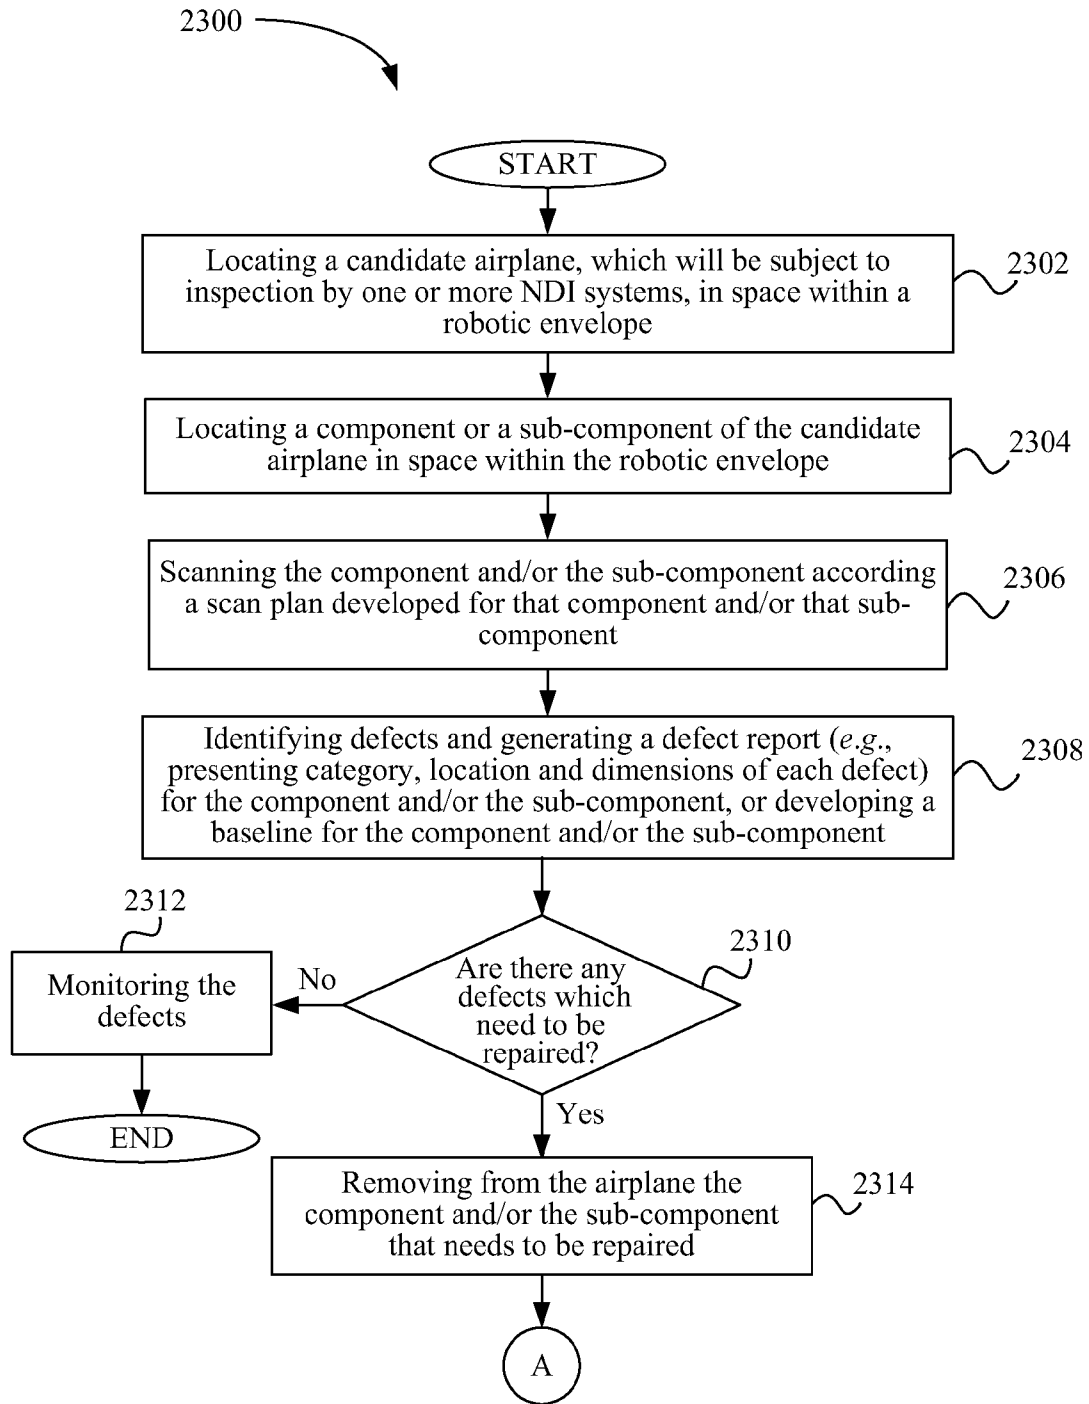 2300
START
Locating a candidate airplane, which will be subject to
inspection by one or more NDI systems, in space within a
robotic envelope
2302
Locating a component or a sub-component of the candidate
airplane in space within the robotic envelope
2304
Scanning the component and/or the sub-component according
a scan plan developed for that component and/or that sub-
component
2306
Identifying defects and generating a defect report (e.g.,
presenting category, location and dimensions of each defect)
for the component and/or the sub-component, or developing a
baseline for the component and/or the sub-component
2308
2312
Monitoring the
defects
No
Are there any
defects which
need to be
repaired?
2310
END
Yes
Removing from the airplane the
component and/or the sub-component
that needs to be repaired
2314
A